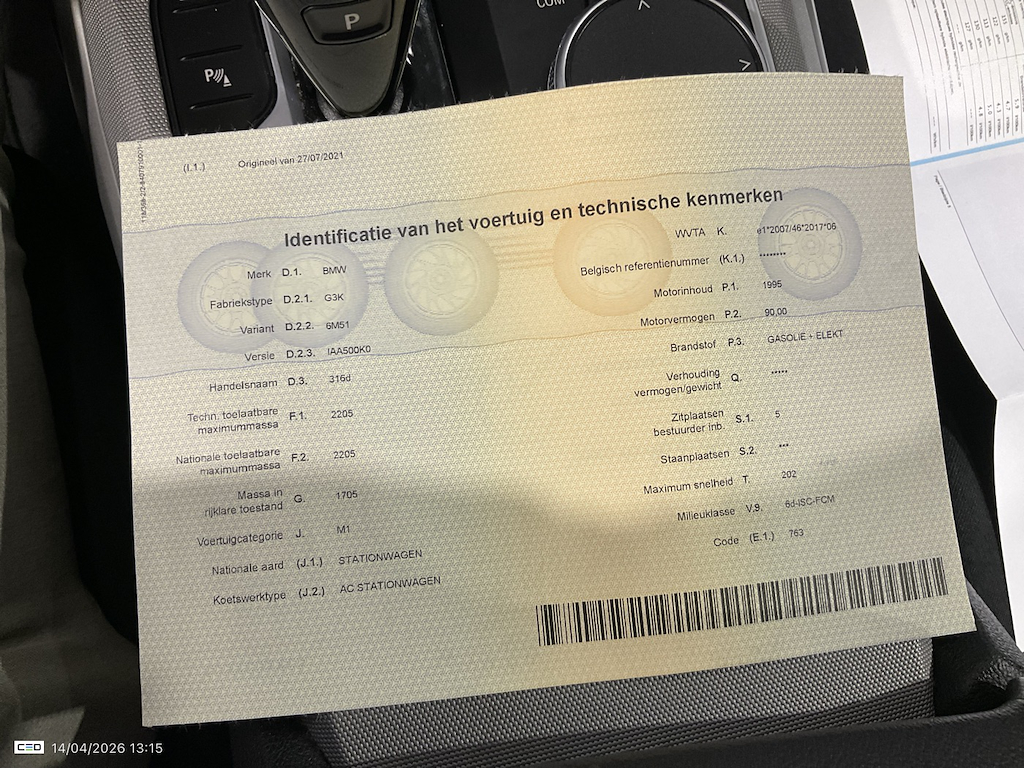 COM
P
P
(I.1.) Origineel van 27/07/2021
Identificatie van het voertuig en technische kenmerken
Merk D.1. BMW
Fabriekstype D.2.1. G3K
Variant D.2.2. 6M51
Versie D.2.3. IAA500K0
Handelsnaam D.3. 316d
Techn. toelaatbare
maximummassa F.1. 2205
Nationale toelaatbare
maximummassa F.2. 2205
Massa in
rijklare toestand G. 1705
Voertuigcategorie J. M1
Nationale aard (J.1.) STATIONWAGEN
Koetswerktype (J.2.) AC STATIONWAGEN
WVTA K. e1*2007/46*2017*06
Belgisch referentienummer (K.1.) ********
Motorinhoud P.1. 1995
Motorvermogen P.2. 90,00
Brandstof P.3. GASOLIE + ELEKT
Verhouding
vermogen/gewicht Q. *****
Zitplaatsen
bestuurder inb. S.1. 5
Staanplaatsen S.2. ***
Maximum snelheid T. 202
Milieuklasse V.9. 6d-ISC-FCM
Code (E.1.) 763
CEO 14/04/2026 13:15